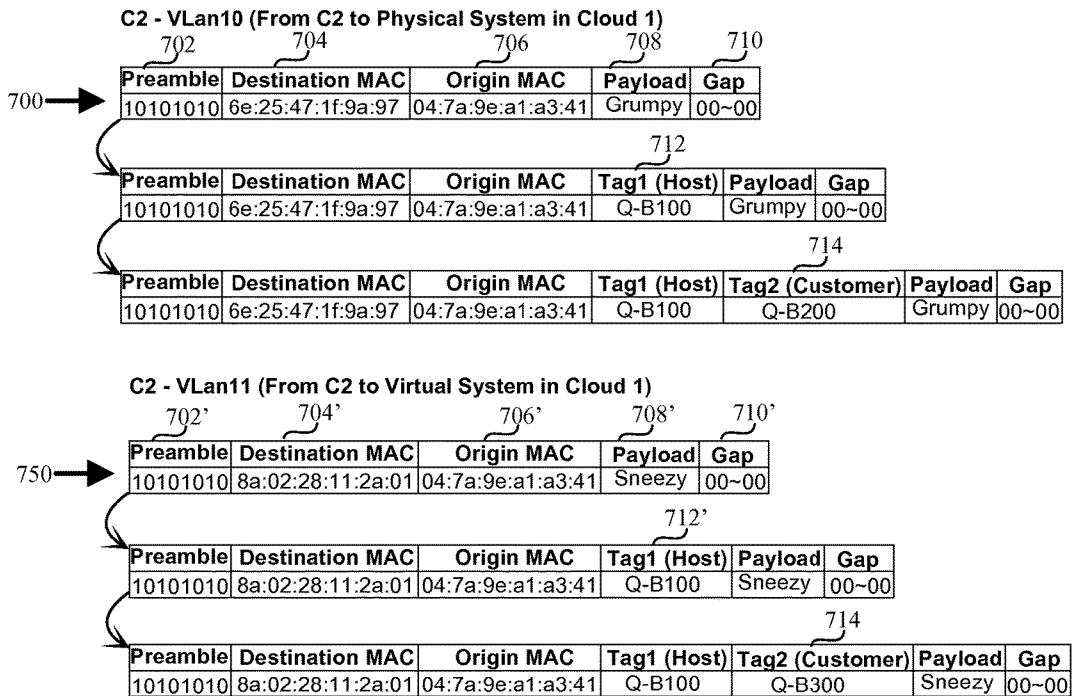 C2 - VLan10 (From C2 to Physical System in Cloud 1)
702 704 706 708 710
Preamble Destination MAC Origin MAC Payload Gap
700 10101010 6e:25:47:1f:9a:97 04:7a:9e:a1:a3:41 Grumpy 00~00
712
Preamble Destination MAC Origin MAC Tag1 (Host) Payload Gap
10101010 6e:25:47:1f:9a:97 04:7a:9e:a1:a3:41 Q-B100 Grumpy 00~00
714
Preamble Destination MAC Origin MAC Tag1 (Host) Tag2 (Customer) Payload Gap
10101010 6e:25:47:1f:9a:97 04:7a:9e:a1:a3:41 Q-B100 Q-B200 Grumpy 00~00
C2 - VLan11 (From C2 to Virtual System in Cloud 1)
702’ 704’ 706’ 708’ 710’
Preamble Destination MAC Origin MAC Payload Gap
750 10101010 8a:02:28:11:2a:01 04:7a:9e:a1:a3:41 Sneezy 00~00
712’
Preamble Destination MAC Origin MAC Tag1 (Host) Payload Gap
10101010 8a:02:28:11:2a:01 04:7a:9e:a1:a3:41 Q-B100 Sneezy 00~00
714
Preamble Destination MAC Origin MAC Tag1 (Host) Tag2 (Customer) Payload Gap
10101010 8a:02:28:11:2a:01 04:7a:9e:a1:a3:41 Q-B100 Q-B300 Sneezy 00~00